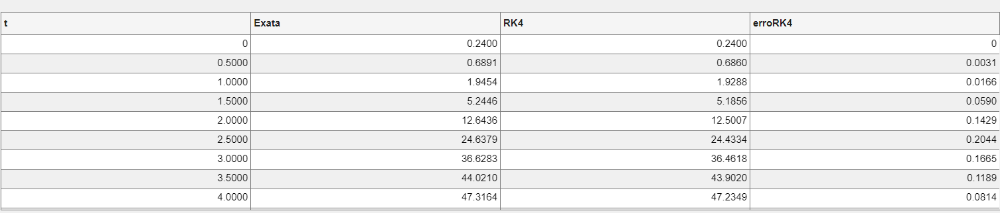 t Exata RK4 erroRK4
0 0.2400 0.2400 0
0.5000 0.6891 0.6860 0.0031
1.0000 1.9454 1.9288 0.0166
1.5000 5.2446 5.1856 0.0590
2.0000 12.6436 12.5007 0.1429
2.5000 24.6379 24.4334 0.2044
3.0000 36.6283 36.4618 0.1665
3.5000 44.0210 43.9020 0.1189
4.0000 47.3164 47.2349 0.0814